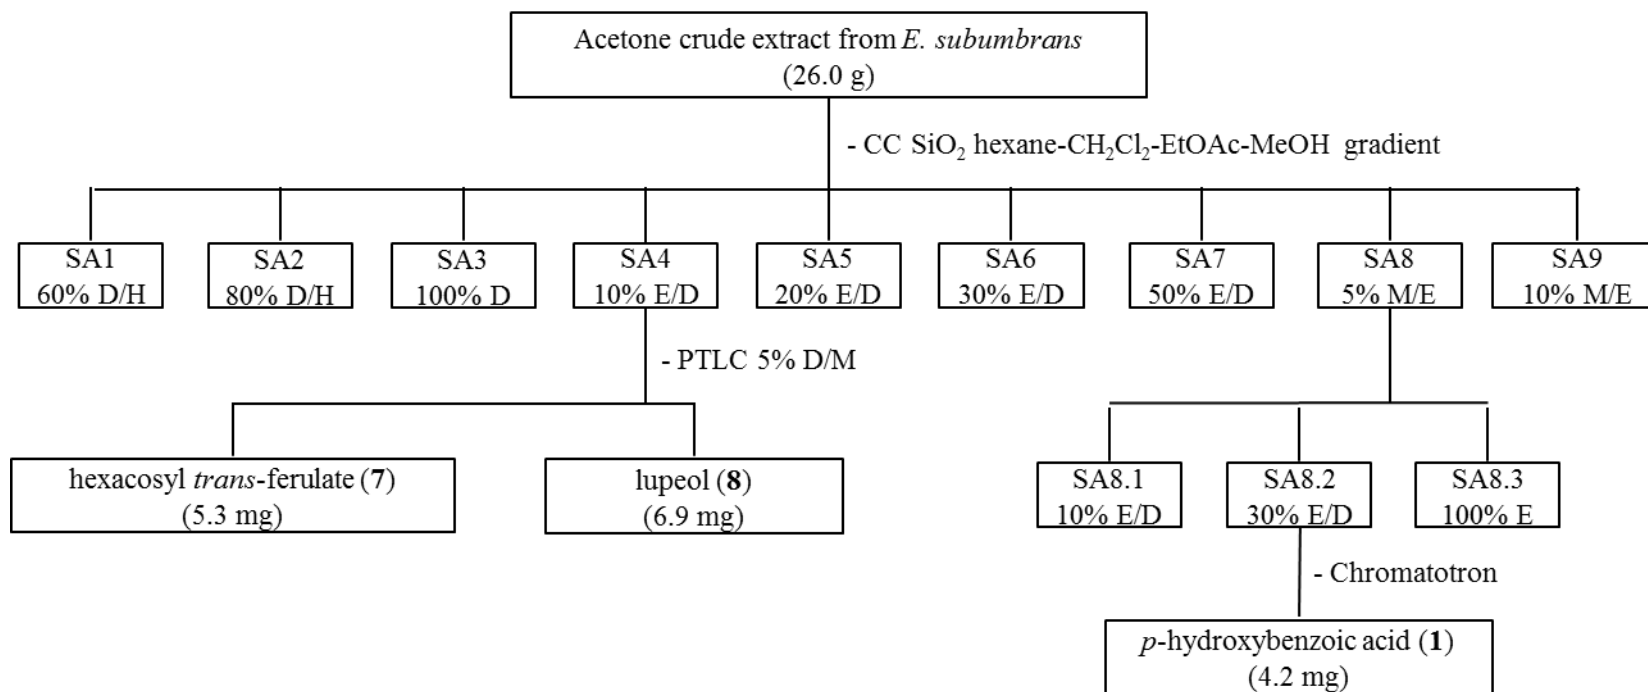 Acetone crude extract from E. subumbrans
(26.0 g)
- CC SiO₂ hexane-CH₂Cl₂-EtOAc-MeOH gradient
SA1
60% D/H
SA2
80% D/H
SA3
100% D
SA4
10% E/D
SA5
20% E/D
SA6
30% E/D
SA7
50% E/D
SA8
5% M/E
SA9
10% M/E
- PTLC 5% D/M
hexacosyl trans-ferulate (7)
(5.3 mg)
lupeol (8)
(6.9 mg)
SA8.1
10% E/D
SA8.2
30% E/D
SA8.3
100% E
- Chromatotron
p-hydroxybenzoic acid (1)
(4.2 mg)